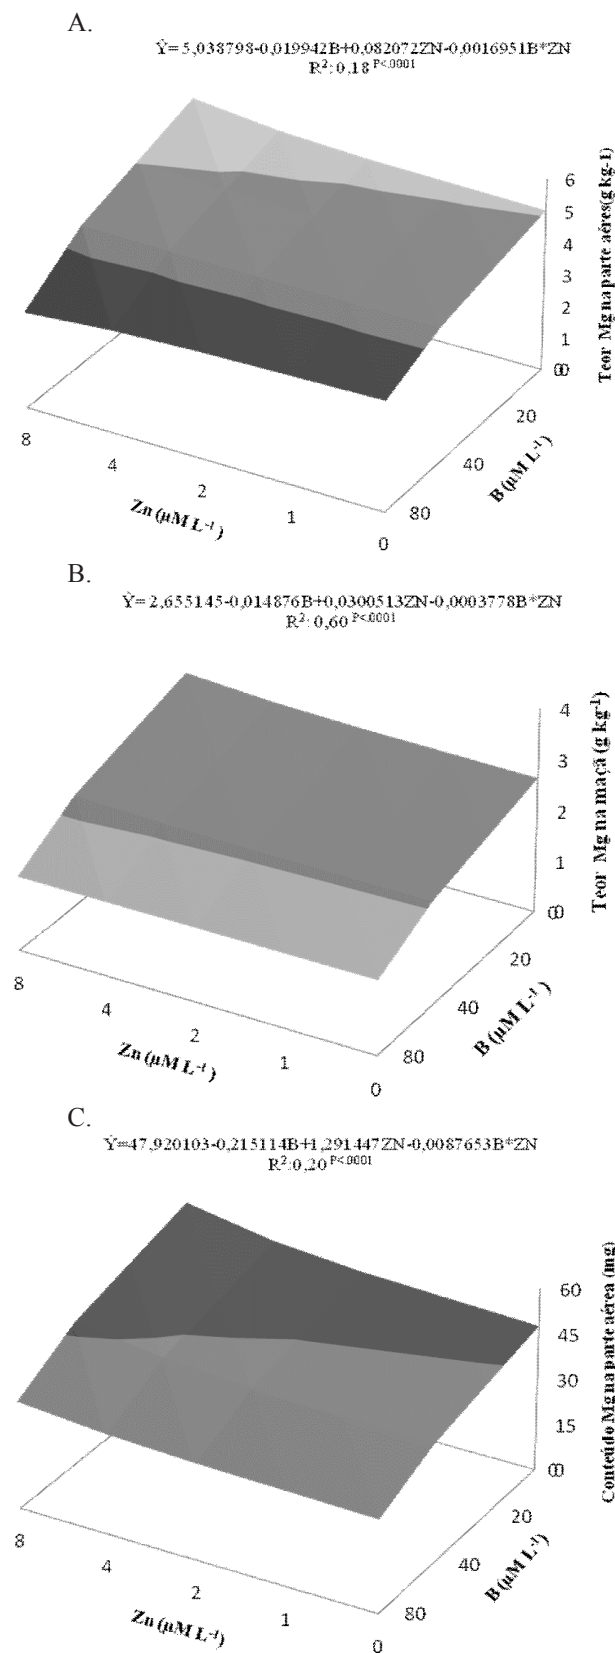 A.
Ŷ=5,038798-0,019942B+0,082072ZN-0,0016951B*ZN
R²:0,18 P<,0001
6
5
4
3
2
1
0
Teor Mg na parte aéres(g kg-1)
0
20
40
80
B (µM L⁻¹)
8
4
2
1
0
Zn (µM L⁻¹)
B.
Ŷ=2,655145-0,014876B+0,0300513ZN-0,0003778B*ZN
R²: 0,60 P<,0001
4
3
2
1
0
Teor Mg na maçã (g kg⁻¹)
0
20
40
80
B (µM L⁻¹)
8
4
2
1
0
Zn (µM L⁻¹)
C.
Ŷ=47,920103-0,215114B+1,291447ZN-0,0087653B*ZN
R²:0,20 P<,0001
60
45
30
15
0
Conteúdo Mg na parte aérea (mg)
0
20
40
80
B (µM L⁻¹)
8
4
2
1
0
Zn (µM L⁻¹)